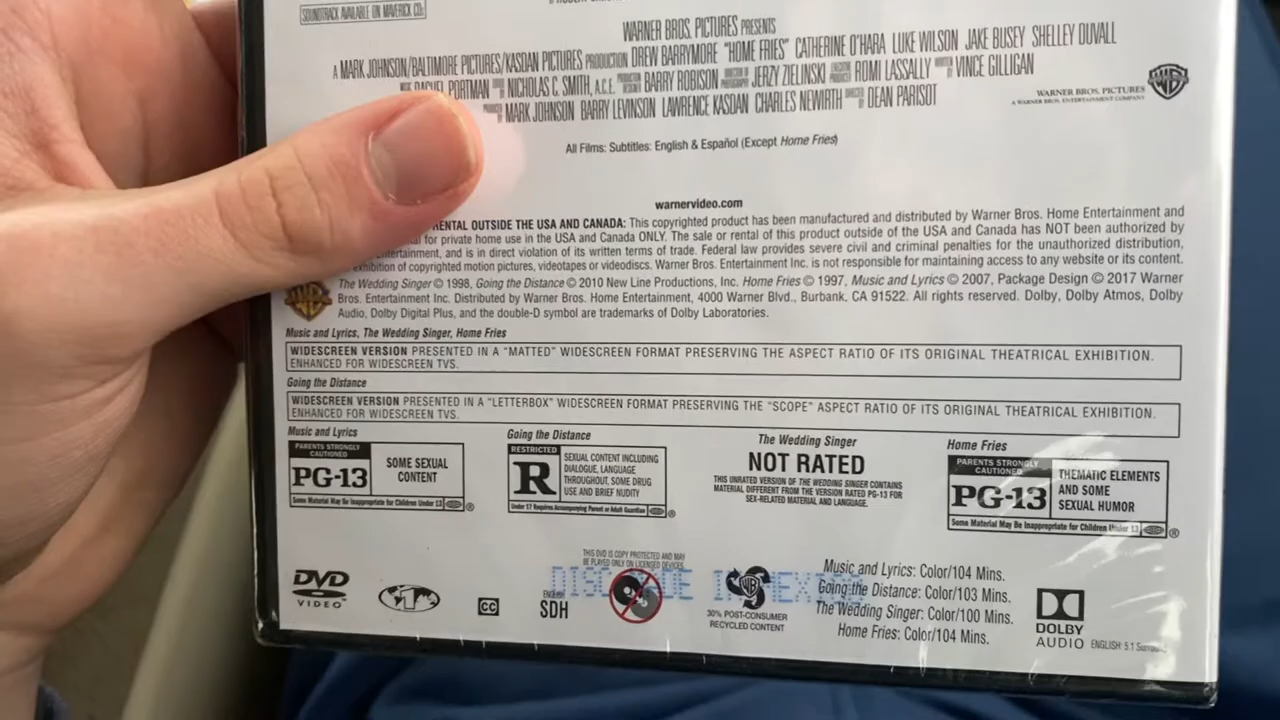 SOUNDTRACK AVAILABLE ON MAVERICK CD
WARNER BROS. PICTURES PRESENTS
A MARK JOHNSON/BALTIMORE PICTURES/KASDAN PICTURES PRODUCTION DREW BARRYMORE "HOME FRIES" CATHERINE O'HARA LUKE WILSON JAKE BUSEY SHELLEY DUVALL
PORTMAN NICHOLAS C. SMITH, A.C.E. BARRY ROBISON JERZY ZIELINSKI ROMI LASSALLY VINCE GILLIGAN
MARK JOHNSON BARRY LEVINSON LAWRENCE KASDAN CHARLES NEWIRTH DEAN PARISOT
WB
WARNER BROS. PICTURES
A WARNER BROS. ENTERTAINMENT COMPANY
All Films: Subtitles: English & Español (Except Home Fries)
warnervideo.com
RENTAL OUTSIDE THE USA AND CANADA: This copyrighted product has been manufactured and distributed by Warner Bros. Home Entertainment and
for private home use in the USA and Canada ONLY. The sale or rental of this product outside of the USA and Canada has NOT been authorized by
Entertainment, and is in direct violation of its written terms of trade. Federal law provides severe civil and criminal penalties for the unauthorized distribution,
exhibition of copyrighted motion pictures, videotapes or videodiscs. Warner Bros. Entertainment Inc. is not responsible for maintaining access to any website or its content.
The Wedding Singer © 1998, Going the Distance © 2010 New Line Productions, Inc. Home Fries © 1997, Music and Lyrics © 2007, Package Design © 2017 Warner
Bros. Entertainment Inc. Distributed by Warner Bros. Home Entertainment, 4000 Warner Blvd., Burbank, CA 91522. All rights reserved. Dolby, Dolby Atmos, Dolby
Audio, Dolby Digital Plus, and the double-D symbol are trademarks of Dolby Laboratories.
Music and Lyrics, The Wedding Singer, Home Fries
WIDESCREEN VERSION PRESENTED IN A "MATTED" WIDESCREEN FORMAT PRESERVING THE ASPECT RATIO OF ITS ORIGINAL THEATRICAL EXHIBITION.
ENHANCED FOR WIDESCREEN TVS.
Going the Distance
WIDESCREEN VERSION PRESENTED IN A "LETTERBOX" WIDESCREEN FORMAT PRESERVING THE "SCOPE" ASPECT RATIO OF ITS ORIGINAL THEATRICAL EXHIBITION.
ENHANCED FOR WIDESCREEN TVS.
Music and Lyrics
PARENTS STRONGLY CAUTIONED
PG-13
SOME SEXUAL
CONTENT
Some Material May Be Inappropriate for Children Under 13
®
Going the Distance
RESTRICTED
R
SEXUAL CONTENT INCLUDING
DIALOGUE, LANGUAGE
THROUGHOUT, SOME DRUG
USE AND BRIEF NUDITY
Under 17 Requires Accompanying Parent or Adult Guardian
®
The Wedding Singer
NOT RATED
THIS UNRATED VERSION OF THE WEDDING SINGER CONTAINS
MATERIAL DIFFERENT FROM THE VERSION RATED PG-13 FOR
SEX-RELATED MATERIAL AND LANGUAGE.
Home Fries
PARENTS STRONGLY CAUTIONED
PG-13
THEMATIC ELEMENTS
AND SOME
SEXUAL HUMOR
Some Material May Be Inappropriate for Children Under 13
®
DVD
VIDEO
1
CC
ENGLISH
SDH
THIS DVD IS COPY PROTECTED AND MAY
BE PLAYED ONLY ON LICENSED DEVICES.
WB
30% POST-CONSUMER
RECYCLED CONTENT
Music and Lyrics: Color/104 Mins.
Going the Distance: Color/103 Mins.
The Wedding Singer: Color/100 Mins.
Home Fries: Color/104 Mins.
DOLBY
AUDIO
ENGLISH: 5.1 Surround